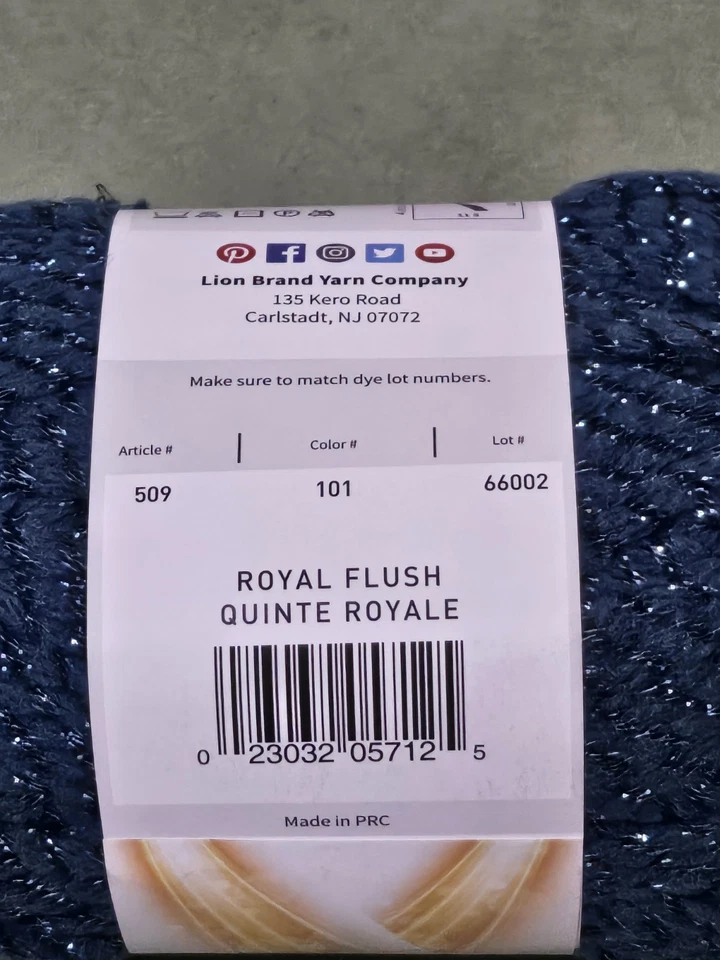 Lion Brand Yarn Company
135 Kero Road
Carlstadt, NJ 07072
Make sure to match dye lot numbers.
Article # | Color # | Lot #
509 101 66002
ROYAL FLUSH
QUINTE ROYALE
0 23032 05712 5
Made in PRC